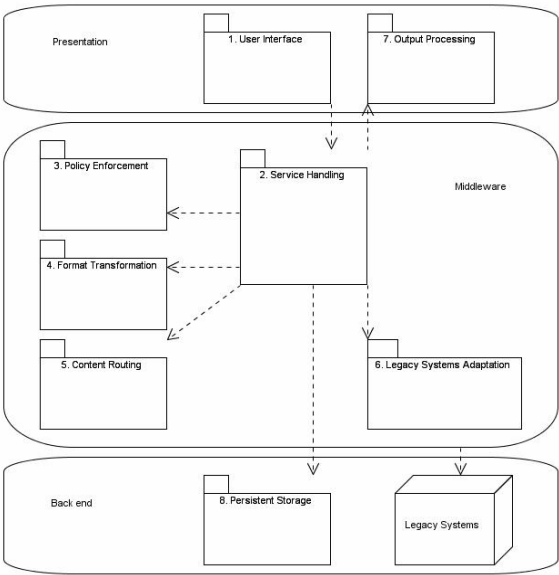 Presentation
1. User Interface
7. Output Processing
3. Policy Enforcement
2. Service Handling
Middleware
4. Format Transformation
5. Content Routing
6. Legacy Systems Adaptation
Back end
8. Persistent Storage
Legacy Systems